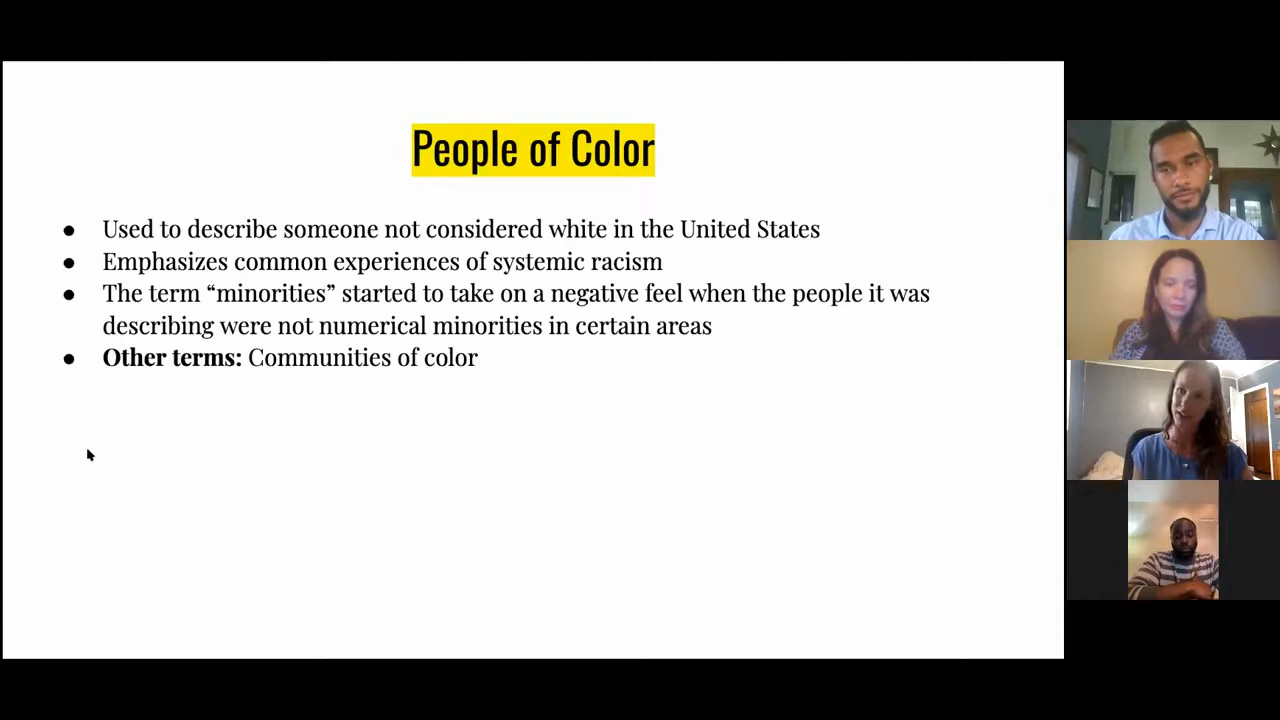 People of Color
● Used to describe someone not considered white in the United States
● Emphasizes common experiences of systemic racism
● The term “minorities” started to take on a negative feel when the people it was
describing were not numerical minorities in certain areas
● Other terms: Communities of color